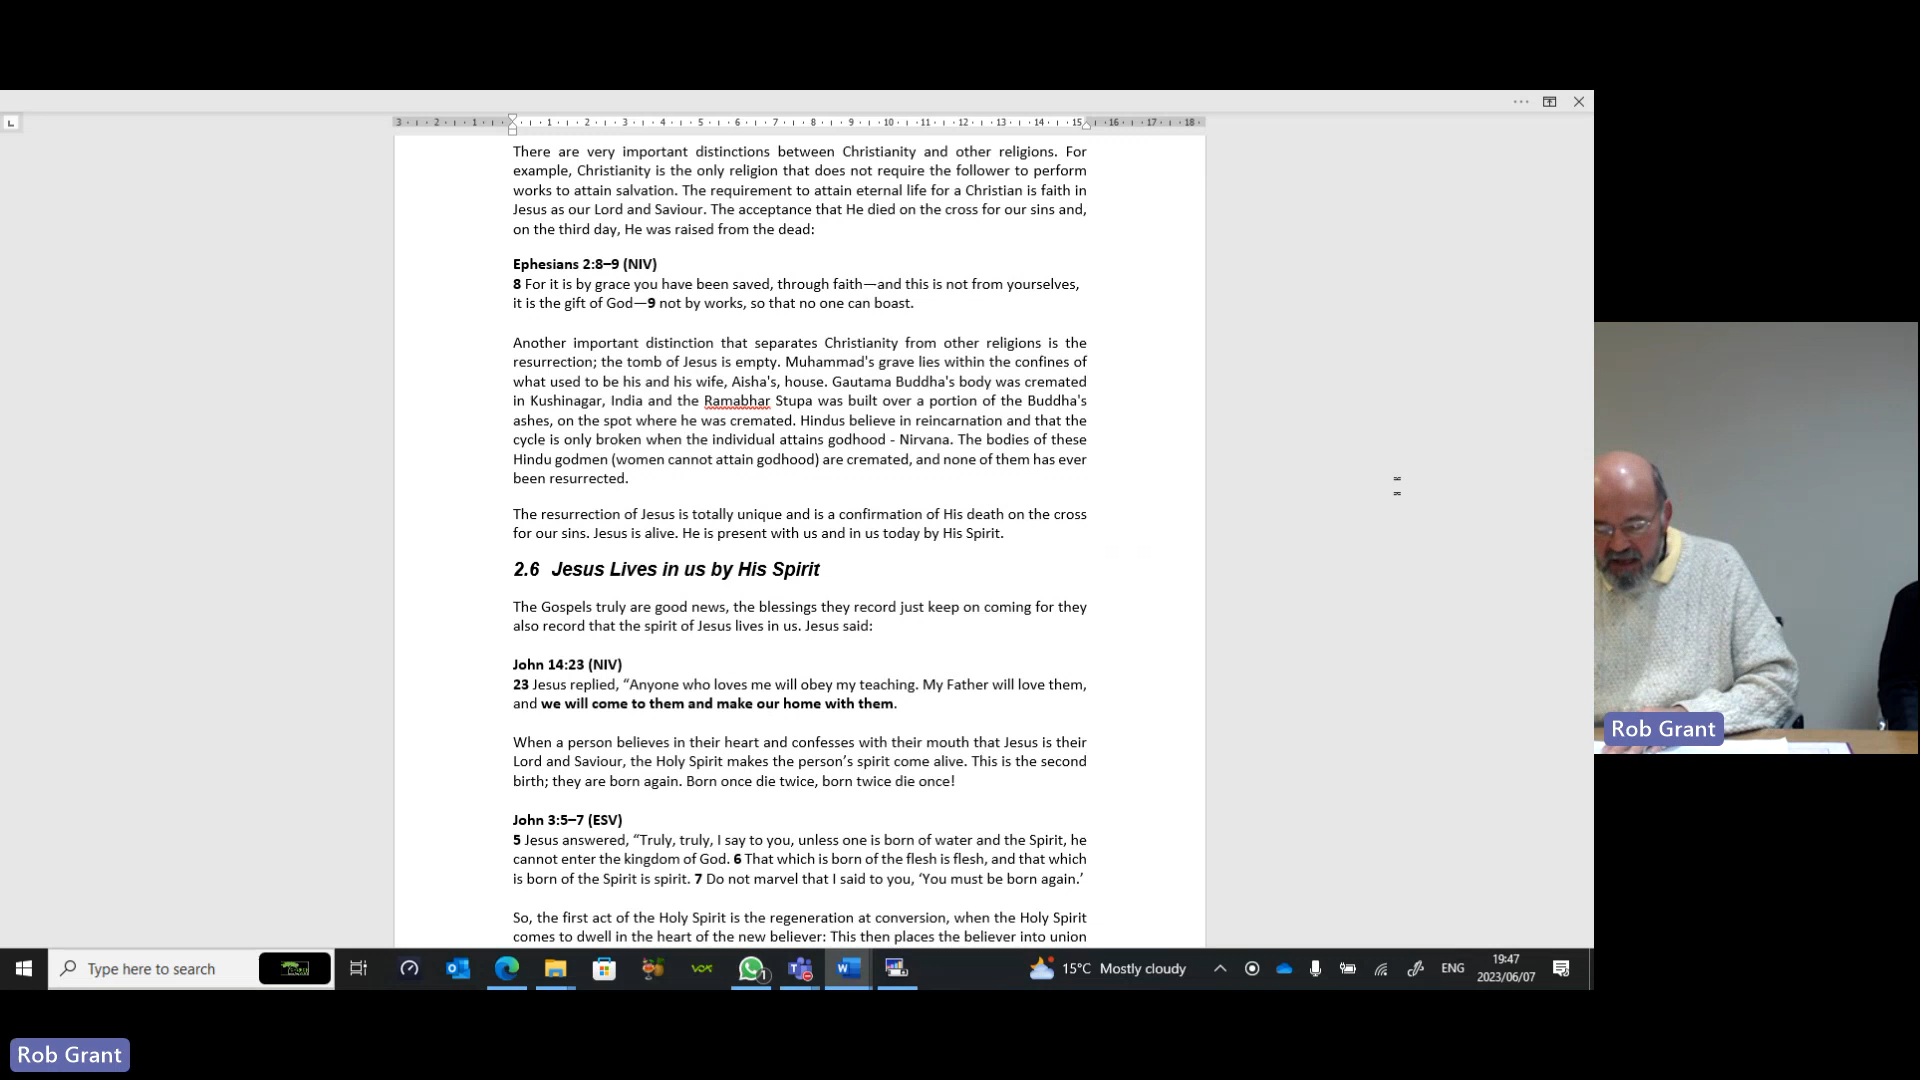 3 2 1 1 2 3 4 5 6 7 8 9 10 11 12 13 14 15 16 17 18
There are very important distinctions between Christianity and other religions. For
example, Christianity is the only religion that does not require the follower to perform
works to attain salvation. The requirement to attain eternal life for a Christian is faith in
Jesus as our Lord and Saviour. The acceptance that He died on the cross for our sins and,
on the third day, He was raised from the dead:
Ephesians 2:8–9 (NIV)
8 For it is by grace you have been saved, through faith—and this is not from yourselves,
it is the gift of God—9 not by works, so that no one can boast.
Another important distinction that separates Christianity from other religions is the
resurrection; the tomb of Jesus is empty. Muhammad's grave lies within the confines of
what used to be his and his wife, Aisha's, house. Gautama Buddha's body was cremated
in Kushinagar, India and the Ramabhar Stupa was built over a portion of the Buddha's
ashes, on the spot where he was cremated. Hindus believe in reincarnation and that the
cycle is only broken when the individual attains godhood - Nirvana. The bodies of these
Hindu godmen (women cannot attain godhood) are cremated, and none of them has ever
been resurrected.
The resurrection of Jesus is totally unique and is a confirmation of His death on the cross
for our sins. Jesus is alive. He is present with us and in us today by His Spirit.
2.6 Jesus Lives in us by His Spirit
The Gospels truly are good news, the blessings they record just keep on coming for they
also record that the spirit of Jesus lives in us. Jesus said:
John 14:23 (NIV)
23 Jesus replied, “Anyone who loves me will obey my teaching. My Father will love them,
and we will come to them and make our home with them.
When a person believes in their heart and confesses with their mouth that Jesus is their
Lord and Saviour, the Holy Spirit makes the person’s spirit come alive. This is the second
birth; they are born again. Born once die twice, born twice die once!
John 3:5–7 (ESV)
5 Jesus answered, “Truly, truly, I say to you, unless one is born of water and the Spirit, he
cannot enter the kingdom of God. 6 That which is born of the flesh is flesh, and that which
is born of the Spirit is spirit. 7 Do not marvel that I said to you, ‘You must be born again.’
So, the first act of the Holy Spirit is the regeneration at conversion, when the Holy Spirit
comes to dwell in the heart of the new believer: This then places the believer into union
Rob Grant
Type here to search
VOX
1
15°C Mostly cloudy
ENG
19:47
2023/06/07
Rob Grant